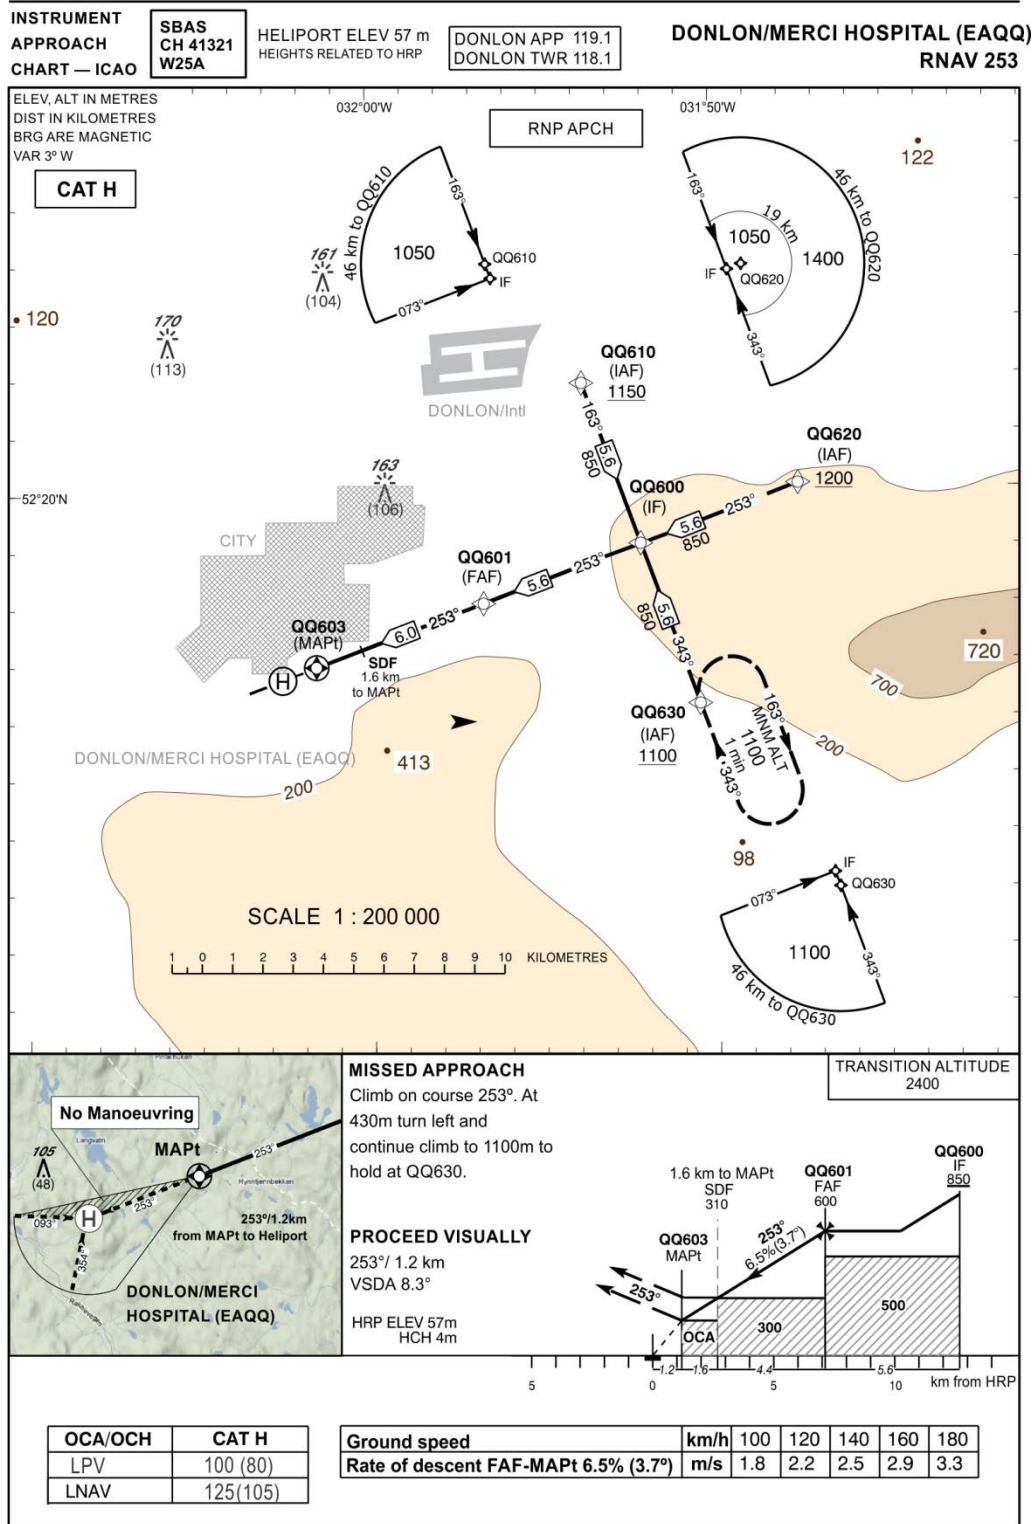 INSTRUMENT
APPROACH
CHART — ICAO
SBAS
CH 41321
W25A
HELIPORT ELEV 57 m
HEIGHTS RELATED TO HRP
DONLON APP 119.1
DONLON TWR 118.1
DONLON/MERCI HOSPITAL (EAQQ)
RNAV 253
ELEV, ALT IN METRES
DIST IN KILOMETRES
BRG ARE MAGNETIC
VAR 3º W
CAT H
032°00'W
031°50'W
RNP APCH
122
46 km to QQ610
163°
1050
QQ610
IF
073°
163°
46 km to QQ620
19 km
1050
1400
IF
QQ620
343°
161
(104)
120
170
(113)
DONLON/Intl
QQ610
(IAF)
1150
163°
5.6
850
QQ620
(IAF)
1200
253°
5.6
850
QQ600
(IF)
52°20'N
163
(106)
CITY
QQ601
(FAF)
253°
5.6
253°
6.0
QQ603
(MAPt)
H
SDF
1.6 km
to MAPt
850
5.6
343°
720
700
200
QQ630
(IAF)
1100
163°
MNM ALT
1100
1 min
343°
DONLON/MERCI HOSPITAL (EAQQ)
413
200
98
IF
QQ630
073°
343°
1100
46 km to QQ630
SCALE 1 : 200 000
1 0 1 2 3 4 5 6 7 8 9 10 KILOMETRES
No Manoeuvring
Langvatn
MAPt
253°
105
(48)
093°
253°
H
354°
Hynntjernbekken
253º/1.2km
from MAPt to Heliport
DONLON/MERCI
HOSPITAL (EAQQ)
MISSED APPROACH
Climb on course 253º. At
430m turn left and
continue climb to 1100m to
hold at QQ630.
PROCEED VISUALLY
253°/ 1.2 km
VSDA 8.3°
HRP ELEV 57m
HCH 4m
TRANSITION ALTITUDE
2400
QQ600
IF
850
QQ601
FAF
600
1.6 km to MAPt
SDF
310
QQ603
MAPt
253°
6.5%(3.7º)
253°
OCA
300
500
1.2 1.6 4.4 5.6
5 0 5 10 km from HRP
OCA/OCH CAT H
LPV 100 (80)
LNAV 125(105)
Ground speed km/h 100 120 140 160 180
Rate of descent FAF-MAPt 6.5% (3.7º) m/s 1.8 2.2 2.5 2.9 3.3